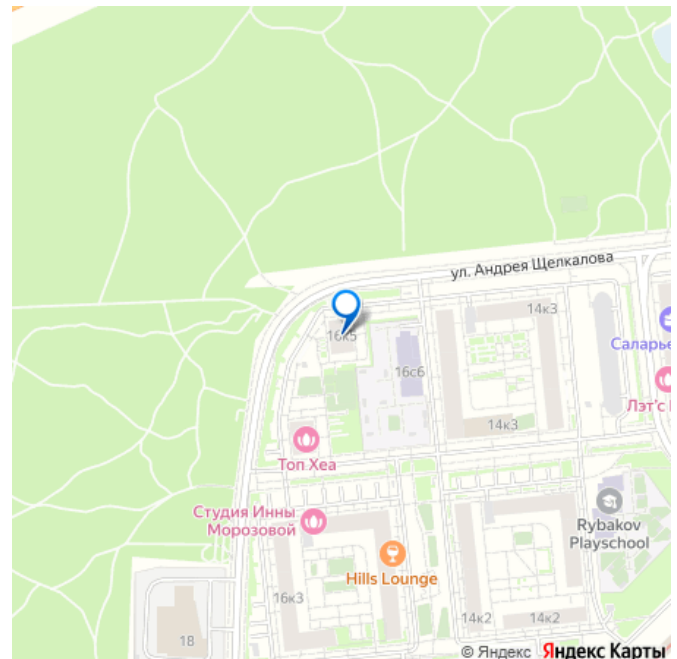 ул. Андрея Щелкалова
14к3
16к5
Саларье
16с6
Лэт'с
14к3
Топ Хеа
Студия Инны
Морозовой
Rybakov
Playschool
Hills Lounge
16к3
14к2
14к2
18
© Яндекс Яндекс Карты